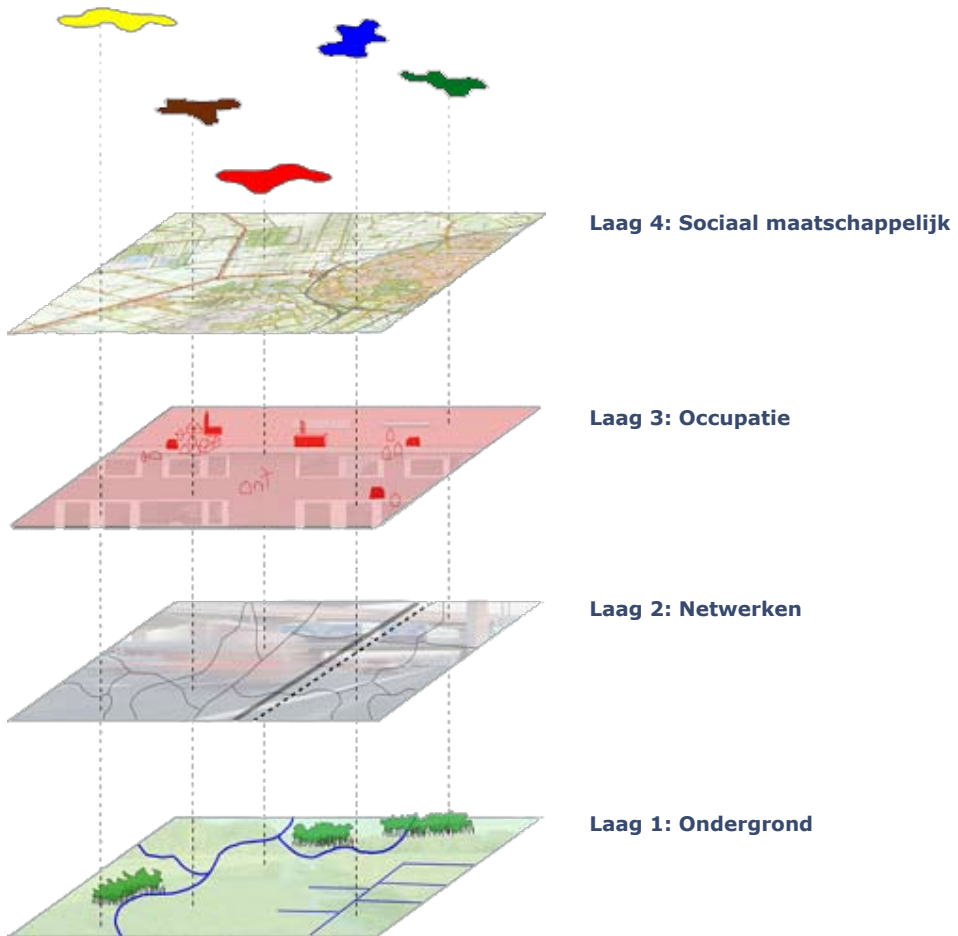 Laag 4: Sociaal maatschappelijk
Laag 3: Occupatie
Laag 2: Netwerken
Laag 1: Ondergrond